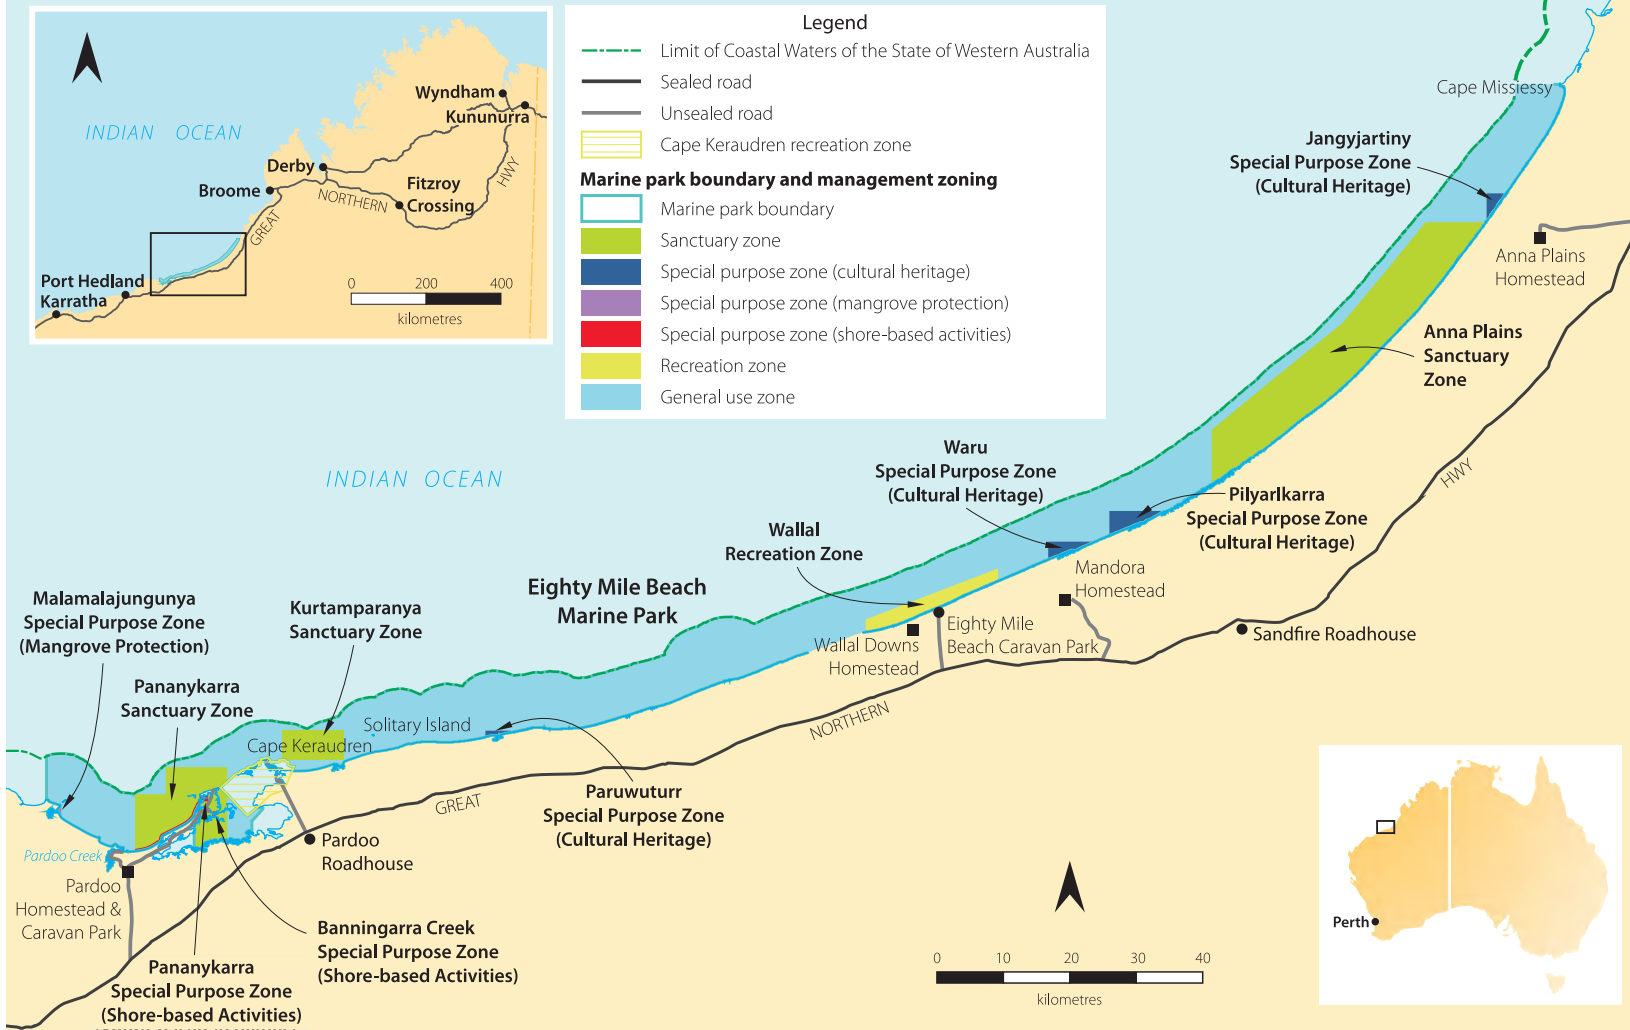 INDIAN OCEAN
Wyndham
Kununurra
Derby
Broome
Fitzroy
Crossing
GREAT
NORTHERN
HWY
Port Hedland
Karratha
0 200 400
kilometres
Legend
Limit of Coastal Waters of the State of Western Australia
Sealed road
Unsealed road
Cape Keraudren recreation zone
Marine park boundary and management zoning
Marine park boundary
Sanctuary zone
Special purpose zone (cultural heritage)
Special purpose zone (mangrove protection)
Special purpose zone (shore-based activities)
Recreation zone
General use zone
Cape Missiessy
Jangyjartiny
Special Purpose Zone
(Cultural Heritage)
Anna Plains
Homestead
Anna Plains
Sanctuary
Zone
INDIAN OCEAN
Waru
Special Purpose Zone
(Cultural Heritage)
Pilyarlkarra
Special Purpose Zone
(Cultural Heritage)
HWY
Wallal
Recreation Zone
Mandora
Homestead
Eighty Mile Beach
Marine Park
Eighty Mile
Beach Caravan Park
Wallal Downs
Homestead
Sandfire Roadhouse
Malamalajungunya
Special Purpose Zone
(Mangrove Protection)
Kurtamparanya
Sanctuary Zone
Pananykarra
Sanctuary Zone
Solitary Island
Cape Keraudren
NORTHERN
GREAT
Paruwuturr
Special Purpose Zone
(Cultural Heritage)
Pardoo Creek
Pardoo
Roadhouse
Pardoo
Homestead &
Caravan Park
Banningarra Creek
Special Purpose Zone
(Shore-based Activities)
Pananykarra
Special Purpose Zone
(Shore-based Activities)
0 10 20 30 40
kilometres
Perth